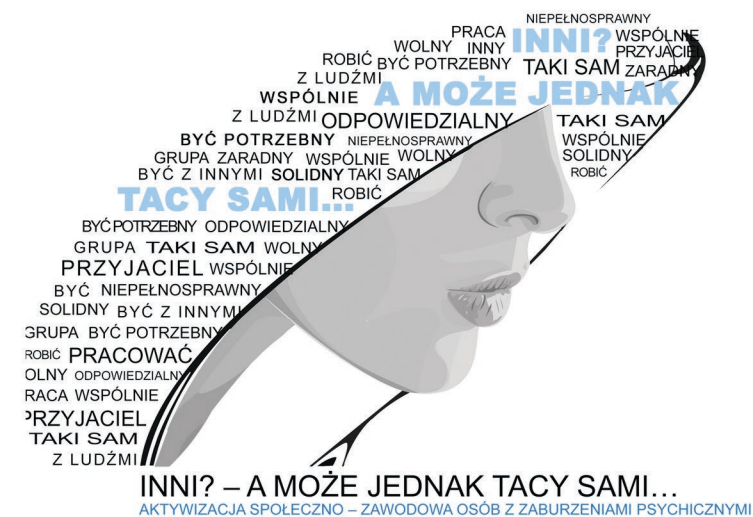 NIEPEŁNOSPRAWNY
PRACA INNI? WSPÓLNIE
WOLNY INNY PRZYJACIEL
ROBIĆ BYĆ POTRZEBNY TAKI SAM ZARADNY
Z LUDŹMI
WSPÓLNIE A MOŻE JEDNAK
Z LUDŹMI ODPOWIEDZIALNY TAKI SAM
BYĆ POTRZEBNY NIEPEŁNOSPRAWNY WSPÓLNIE
GRUPA ZARADNY WSPÓLNIE WOLNY SOLIDNY
BYĆ Z INNYMI SOLIDNY TAKI SAM ROBIĆ
TACY SAMI... ROBIĆ
BYĆ POTRZEBNY ODPOWIEDZIALNY
GRUPA TAKI SAM WOLNY
PRZYJACIEL WSPÓLNIE
BYĆ NIEPEŁNOSPRAWNY
SOLIDNY BYĆ Z INNYMI
GRUPA BYĆ POTRZEBNY
ROBIĆ PRACOWAĆ
OLNY ODPOWIEDZIALNY
RACA WSPÓLNIE
PRZYJACIEL
TAKI SAM
Z LUDŹMI
INNI? – A MOŻE JEDNAK TACY SAMI...
AKTYWIZACJA SPOŁECZNO – ZAWODOWA OSÓB Z ZABURZENIAMI PSYCHICZNYMI